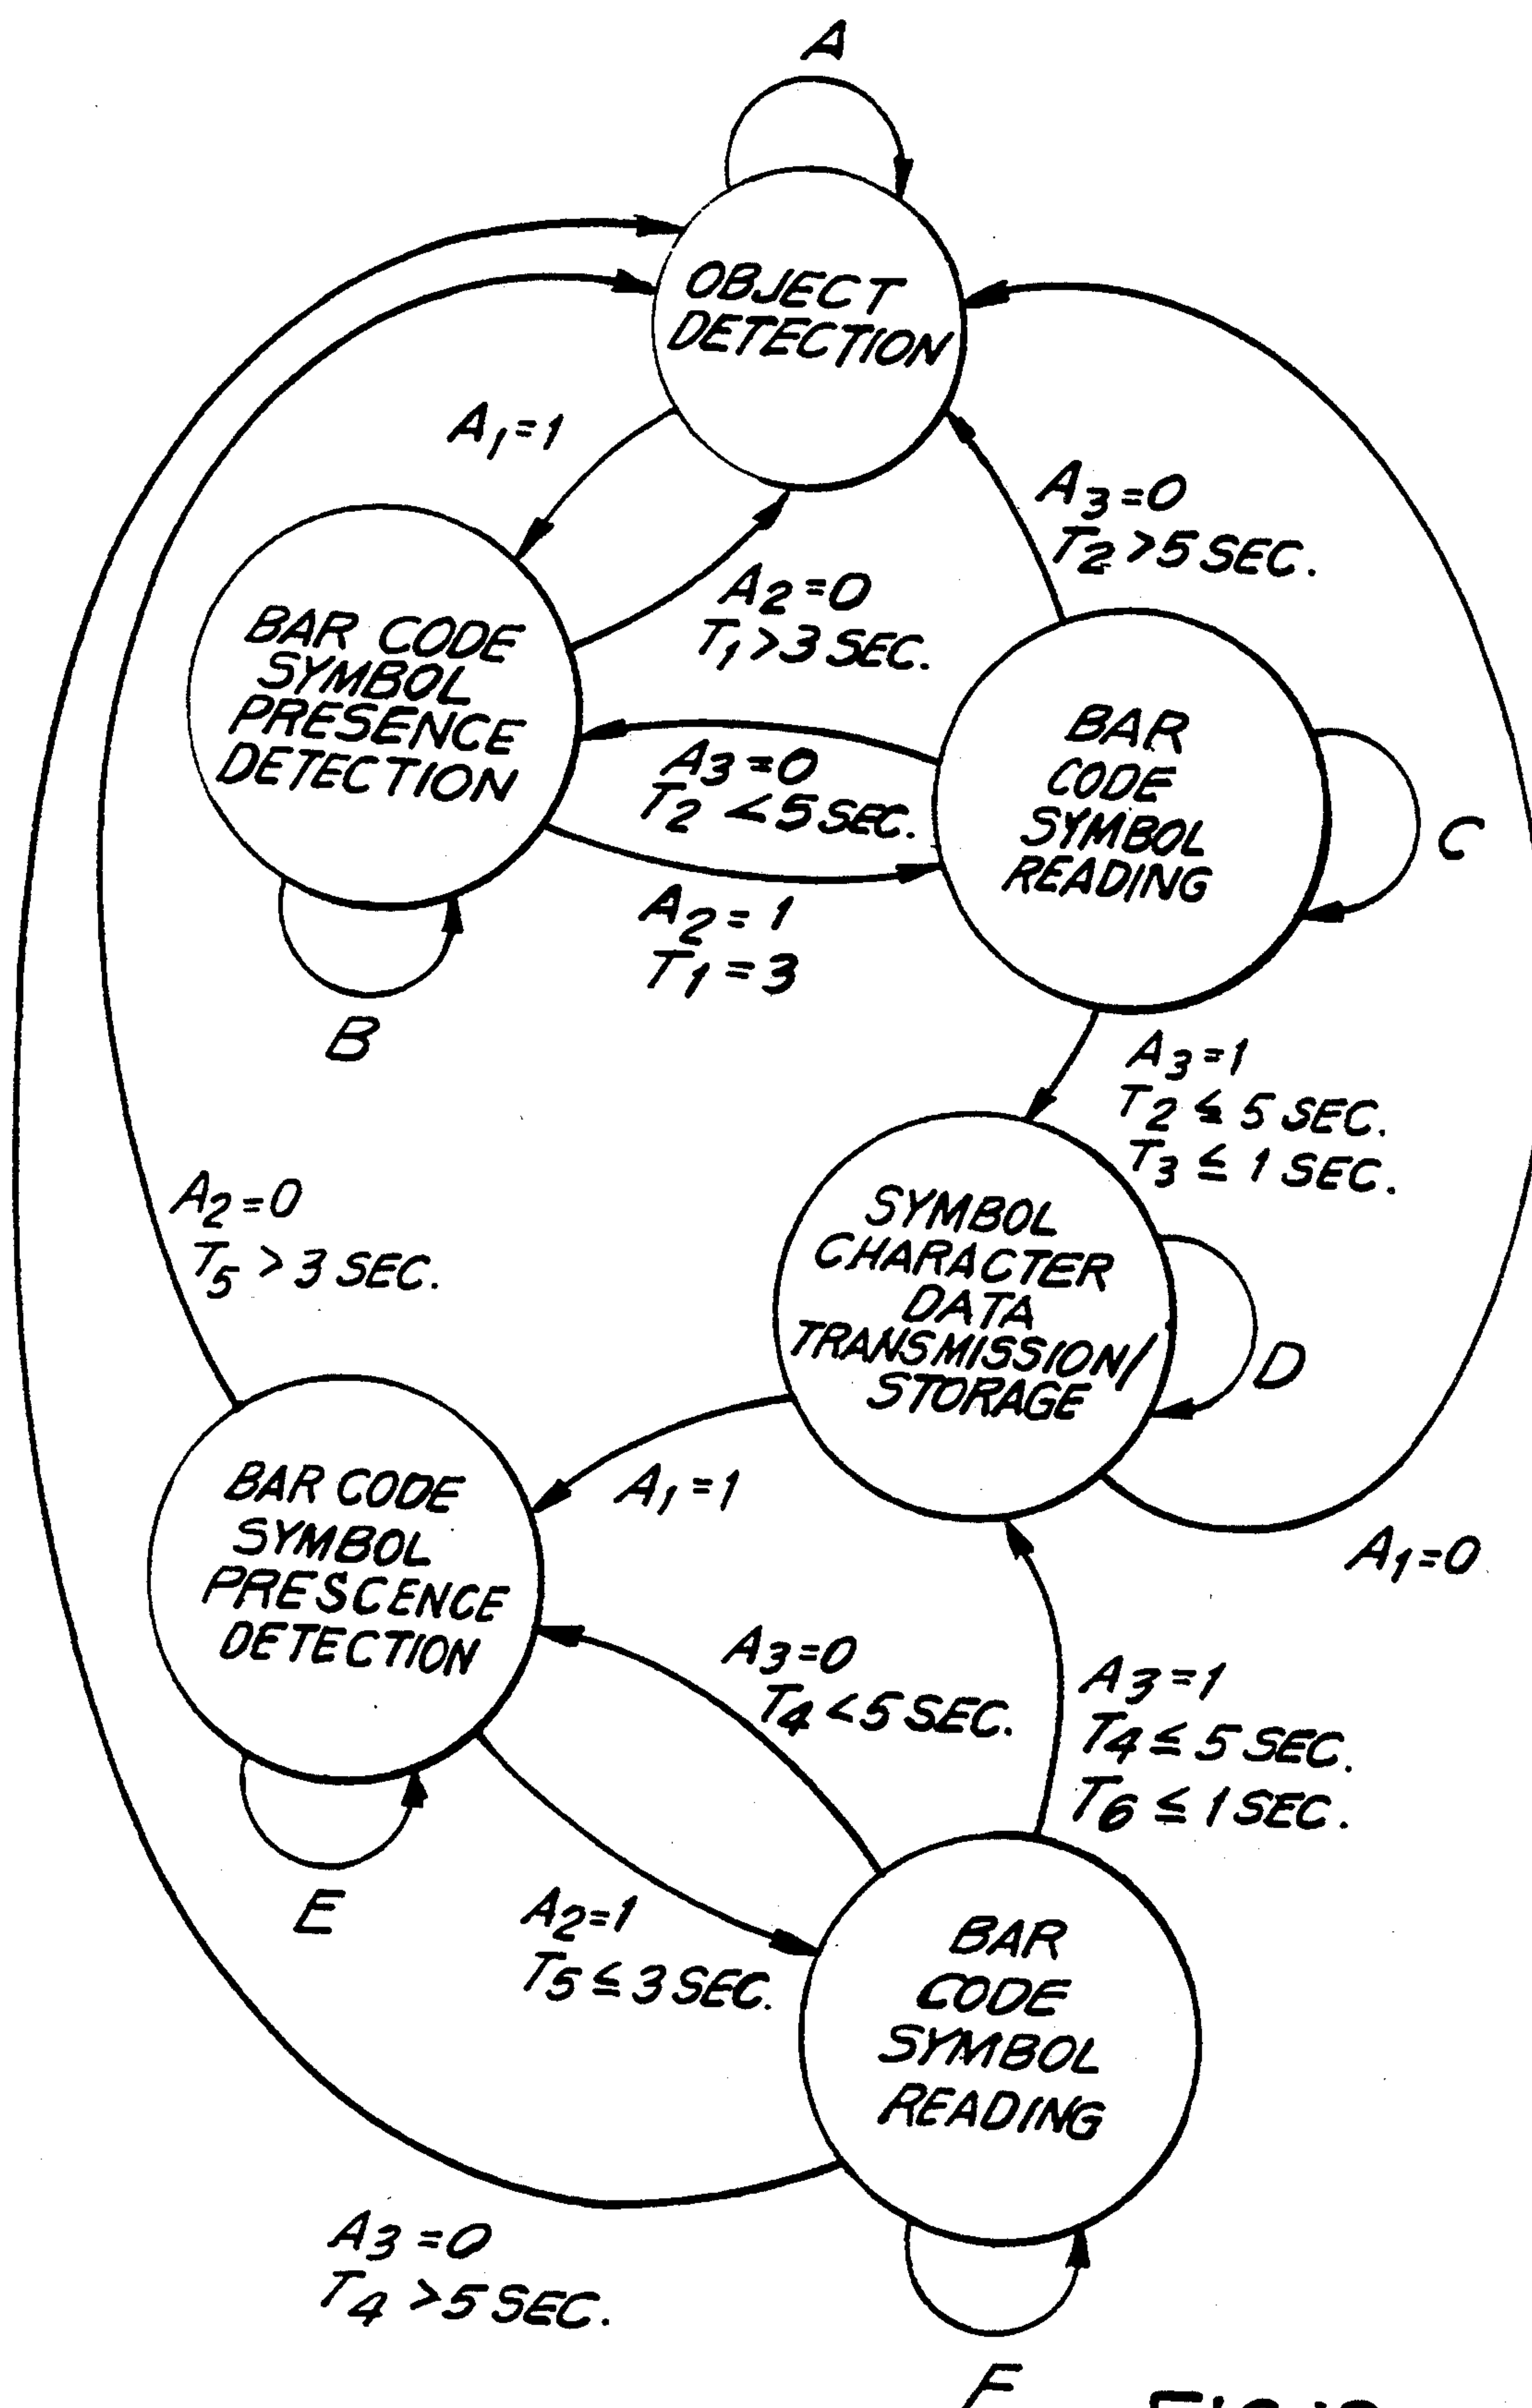 A
OBJECT
DETECTION
A1=1
A3=0
T2>5 SEC.
A2=0
T1>3 SEC.
BAR CODE
SYMBOL
PRESENCE
DETECTION
A3=0
T2<5 SEC.
BAR
CODE
SYMBOL
READING
C
A2=1
T1=3
B
A3=1
T2≤5 SEC.
T3≤1 SEC.
A2=0
T5>3 SEC.
SYMBOL
CHARACTER
DATA
TRANSMISSION/
STORAGE
D
A1=1
A1=0
BAR CODE
SYMBOL
PRESCENCE
DETECTION
A3=0
T4<5 SEC.
A3=1
T4≤5 SEC.
T6≤1 SEC.
E
A2=1
T5≤3 SEC.
BAR
CODE
SYMBOL
READING
A3=0
T4>5 SEC.
F